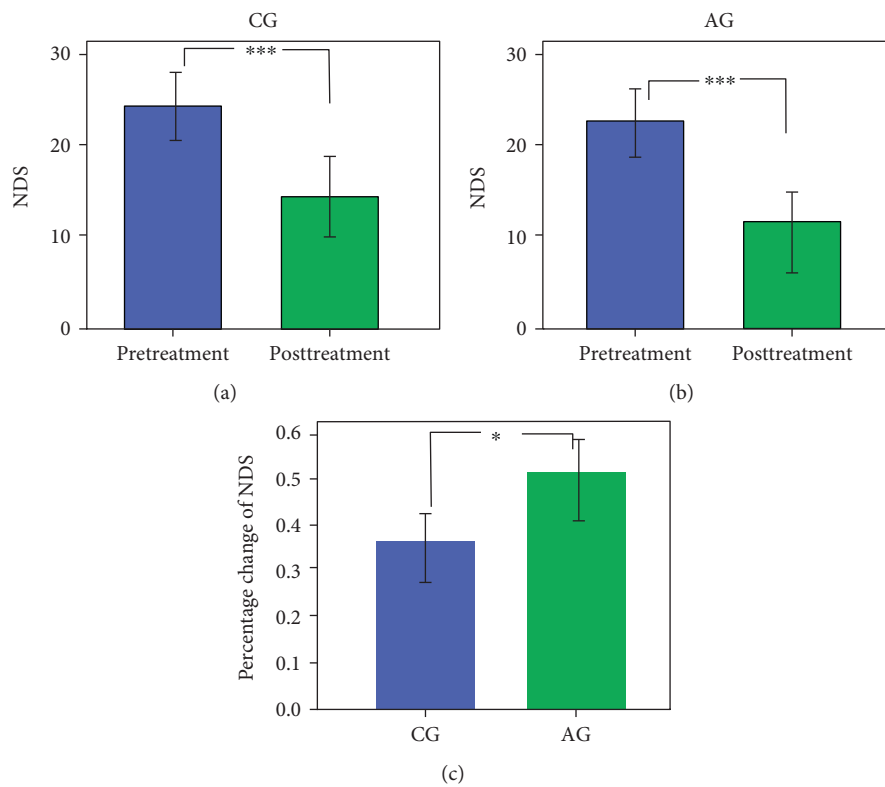 CG
30
20
10
0
NDS
***
Pretreatment
Posttreatment
(a)
AG
30
20
10
0
NDS
***
Pretreatment
Posttreatment
(b)
0.6
0.5
0.4
0.3
0.2
0.1
0.0
Percentage change of NDS
*
CG
AG
(c)